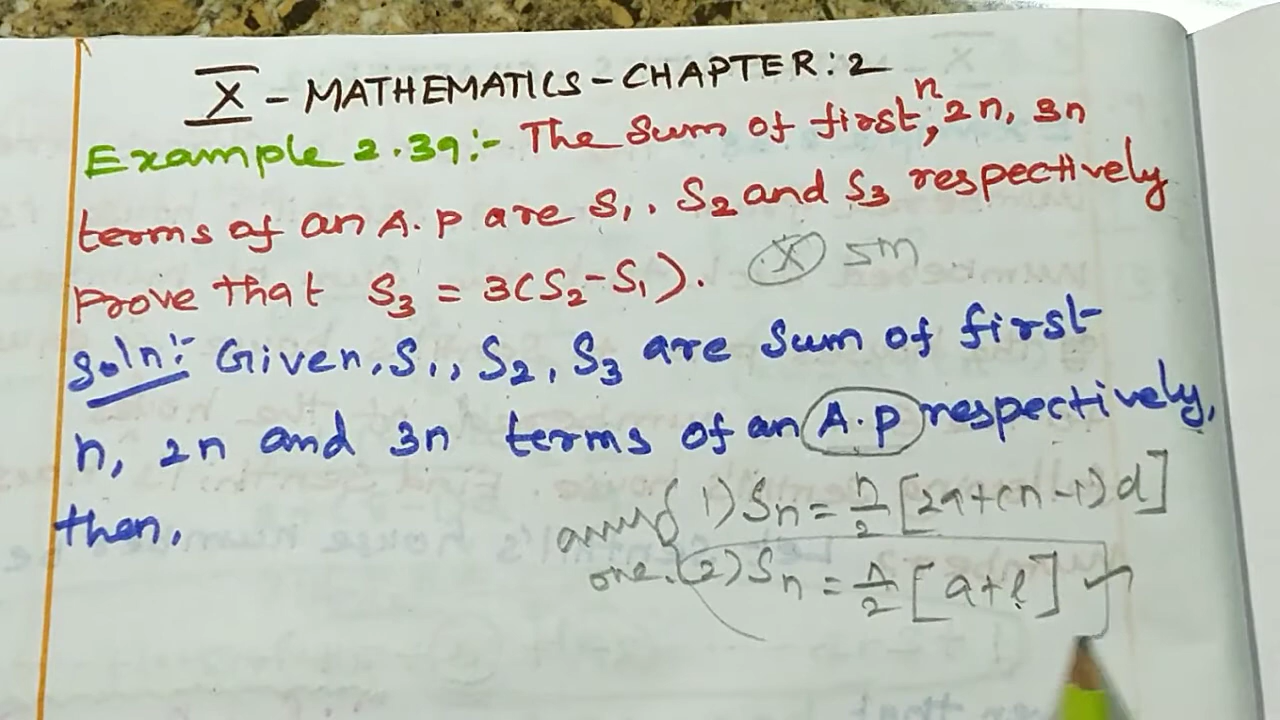 X - MATHEMATICS - CHAPTER : 2
Example 2.39:- The Sum of first n, 2n, 3n
terms of an A.P are S1, S2 and S3 respectively
Prove that S3 = 3(S2-S1). X 5m
Soln:- Given, S1, S2, S3 are Sum of first
n, 2n and 3n terms of an A.P respectively,
then,
any 1) Sn = n/2 [2a+(n-1)d]
one. (2) Sn = n/2 [a+l]